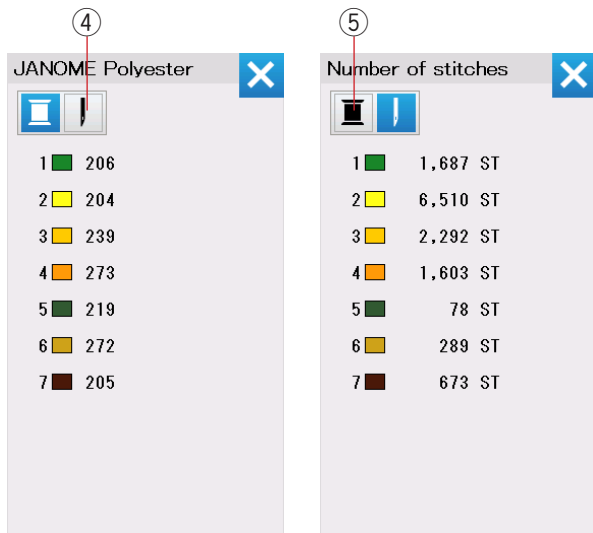 ④
JANOME Polyester
1 206
2 204
3 239
4 273
5 219
6 272
7 205
⑤
Number of stitches
1 1,687 ST
2 6,510 ST
3 2,292 ST
4 1,603 ST
5 78 ST
6 289 ST
7 673 ST